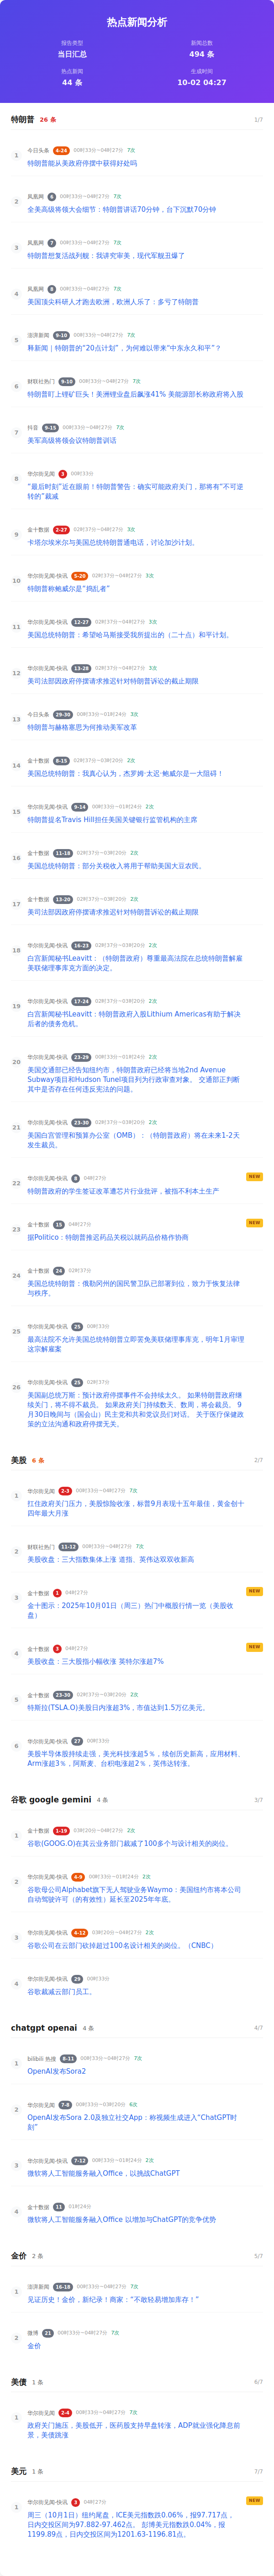 热点新闻分析
报告类型
当日汇总
新闻总数
494 条
热点新闻
44 条
生成时间
10-02 04:27
特朗普 26 条 1/7
1
今日头条 4-24 00时33分~04时27分 7次
特朗普能从美政府停摆中获得好处吗
2
凤凰网 6 00时33分~04时27分 7次
全美高级将领大会细节：特朗普讲话70分钟，台下沉默70分钟
3
凤凰网 7 00时33分~04时27分 7次
特朗普想复活战列舰：我讲究审美，现代军舰丑爆了
4
凤凰网 8 00时33分~04时27分 7次
美国顶尖科研人才跑去欧洲，欧洲人乐了：多亏了特朗普
5
澎湃新闻 9-10 00时33分~04时27分 7次
释新闻｜特朗普的“20点计划”，为何难以带来“中东永久和平”？
6
财联社热门 9-10 00时33分~04时27分 7次
特朗普盯上锂矿巨头！美洲锂业盘后飙涨41% 美能源部长称政府将入股
7
抖音 9-15 00时33分~04时27分 7次
美军高级将领会议特朗普训话
8
华尔街见闻 3 00时33分
“最后时刻”近在眼前！特朗普警告：确实可能政府关门，那将有“不可逆
转的”裁减
9
金十数据 2-27 02时37分~04时27分 3次
卡塔尔埃米尔与美国总统特朗普通电话，讨论加沙计划。
10
华尔街见闻-快讯 5-20 02时37分~04时27分 3次
特朗普称鲍威尔是“捣乱者”
11
华尔街见闻-快讯 12-27 02时37分~04时27分 3次
美国总统特朗普：希望哈马斯接受我所提出的（二十点）和平计划。
12
华尔街见闻-快讯 13-28 02时37分~04时27分 3次
美司法部因政府停摆请求推迟针对特朗普诉讼的截止期限
13
今日头条 29-30 00时33分~01时24分 3次
特朗普与赫格塞思为何推动美军改革
14
金十数据 8-15 02时37分~03时20分 2次
美国总统特朗普：我真心认为，杰罗姆·太迟·鲍威尔是一大阻碍！
15
华尔街见闻-快讯 9-14 00时33分~01时24分 2次
特朗普提名Travis Hill担任美国关键银行监管机构的主席
16
金十数据 11-18 02时37分~03时20分 2次
美国总统特朗普：部分关税收入将用于帮助美国大豆农民。
17
金十数据 13-20 02时37分~03时20分 2次
美司法部因政府停摆请求推迟针对特朗普诉讼的截止期限
18
华尔街见闻-快讯 16-23 02时37分~03时20分 2次
白宫新闻秘书Leavitt：（特朗普政府）尊重最高法院在总统特朗普解雇
美联储理事库克方面的决定。
19
华尔街见闻-快讯 17-24 02时37分~03时20分 2次
白宫新闻秘书Leavitt：特朗普政府入股Lithium Americas有助于解决
后者的债务危机。
20
华尔街见闻-快讯 23-29 00时33分~01时24分 2次
美国交通部已经告知纽约市，特朗普政府已经将当地2nd Avenue
Subway项目和Hudson Tunel项目列为行政审查对象。 交通部正判断
其中是否存在任何违反宪法的问题。
21
华尔街见闻-快讯 23-30 02时37分~03时20分 2次
美国白宫管理和预算办公室（OMB）：（特朗普政府）将在未来1-2天
发生裁员。
22
华尔街见闻-快讯 8 04时27分 NEW
特朗普政府的学生签证改革遭芯片行业批评，被指不利本土生产
23
金十数据 15 04时27分 NEW
据Politico：特朗普推迟药品关税以就药品价格作协商
24
金十数据 24 02时37分
美国总统特朗普：俄勒冈州的国民警卫队已部署到位，致力于恢复法律
与秩序。
25
华尔街见闻-快讯 25 00时33分
最高法院不允许美国总统特朗普立即罢免美联储理事库克，明年1月审理
这宗解雇案
26
华尔街见闻-快讯 26 02时37分
美国副总统万斯：预计政府停摆事件不会持续太久。 如果特朗普政府继
续关门，将不得不裁员。 如果政府关门持续数天、数周，将会裁员。 9
月30日晚间与（国会山）民主党和共和党议员们对话。 关于医疗保健政
策的立法沟通和政府停摆无关。
美股 6 条 2/7
1
华尔街见闻 2-3 00时33分~04时27分 7次
扛住政府关门压力，美股惊险收涨，标普9月表现十五年最佳，黄金创十
四年最大月涨
2
财联社热门 11-13 00时33分~04时27分 7次
美股收盘：三大指数集体上涨 道指、英伟达双双收新高
3
金十数据 1 04时27分 NEW
金十图示：2025年10月01日（周三）热门中概股行情一览（美股收
盘）
4
金十数据 3 04时27分 NEW
美股收盘：三大股指小幅收涨 英特尔涨超7%
5
金十数据 23-30 02时37分~03时20分 2次
特斯拉(TSLA.O)美股日内涨超3%，市值达到1.5万亿美元。
6
华尔街见闻-快讯 27 00时33分
美股半导体股持续走强，美光科技涨超5％，续创历史新高，应用材料、
Arm涨超3％，阿斯麦、台积电涨超2％，英伟达转涨。
谷歌 google gemini 4 条 3/7
1
金十数据 1-19 03时20分~04时27分 2次
谷歌(GOOG.O)在其云业务部门裁减了100多个与设计相关的岗位。
2
华尔街见闻-快讯 6-9 00时33分~01时24分 2次
谷歌母公司Alphabet旗下无人驾驶业务Waymo：美国纽约市将本公司
自动驾驶许可（的有效性）延长至2025年年底。
3
华尔街见闻-快讯 4-12 03时20分~04时27分 2次
谷歌公司在云部门砍掉超过100名设计相关的岗位。（CNBC）
4
华尔街见闻-快讯 29 00时33分
谷歌裁减云部门员工。
chatgpt openai 4 条 4/7
1
bilibili 热搜 8-11 00时33分~04时27分 7次
OpenAI发布Sora2
2
华尔街见闻 7-8 00时33分~03时20分 6次
OpenAI发布Sora 2.0及独立社交App：称视频生成进入“ChatGPT时
刻”
3
华尔街见闻-快讯 7-12 00时33分~01时24分 2次
微软将人工智能服务融入Office，以挑战ChatGPT
4
金十数据 11 01时24分
微软将人工智能服务融入Office 以增加与ChatGPT的竞争优势
金价 2 条 5/7
1
澎湃新闻 16-18 00时33分~04时27分 7次
见证历史！金价，新纪录！商家：“不敢轻易增加库存！”
2
微博 21 00时33分~04时27分 7次
金价
美债 1 条 6/7
1
华尔街见闻 2-4 00时33分~04时27分 7次
政府关门施压，美股低开，医药股支持早盘转涨，ADP就业强化降息前
景，美债跳涨
美元 1 条 7/7
1
华尔街见闻-快讯 3 04时27分 NEW
周三（10月1日）纽约尾盘，ICE美元指数跌0.06%，报97.717点，
日内交投区间为97.882-97.462点。 彭博美元指数跌0.04%，报
1199.89点，日内交投区间为1201.63-1196.81点。